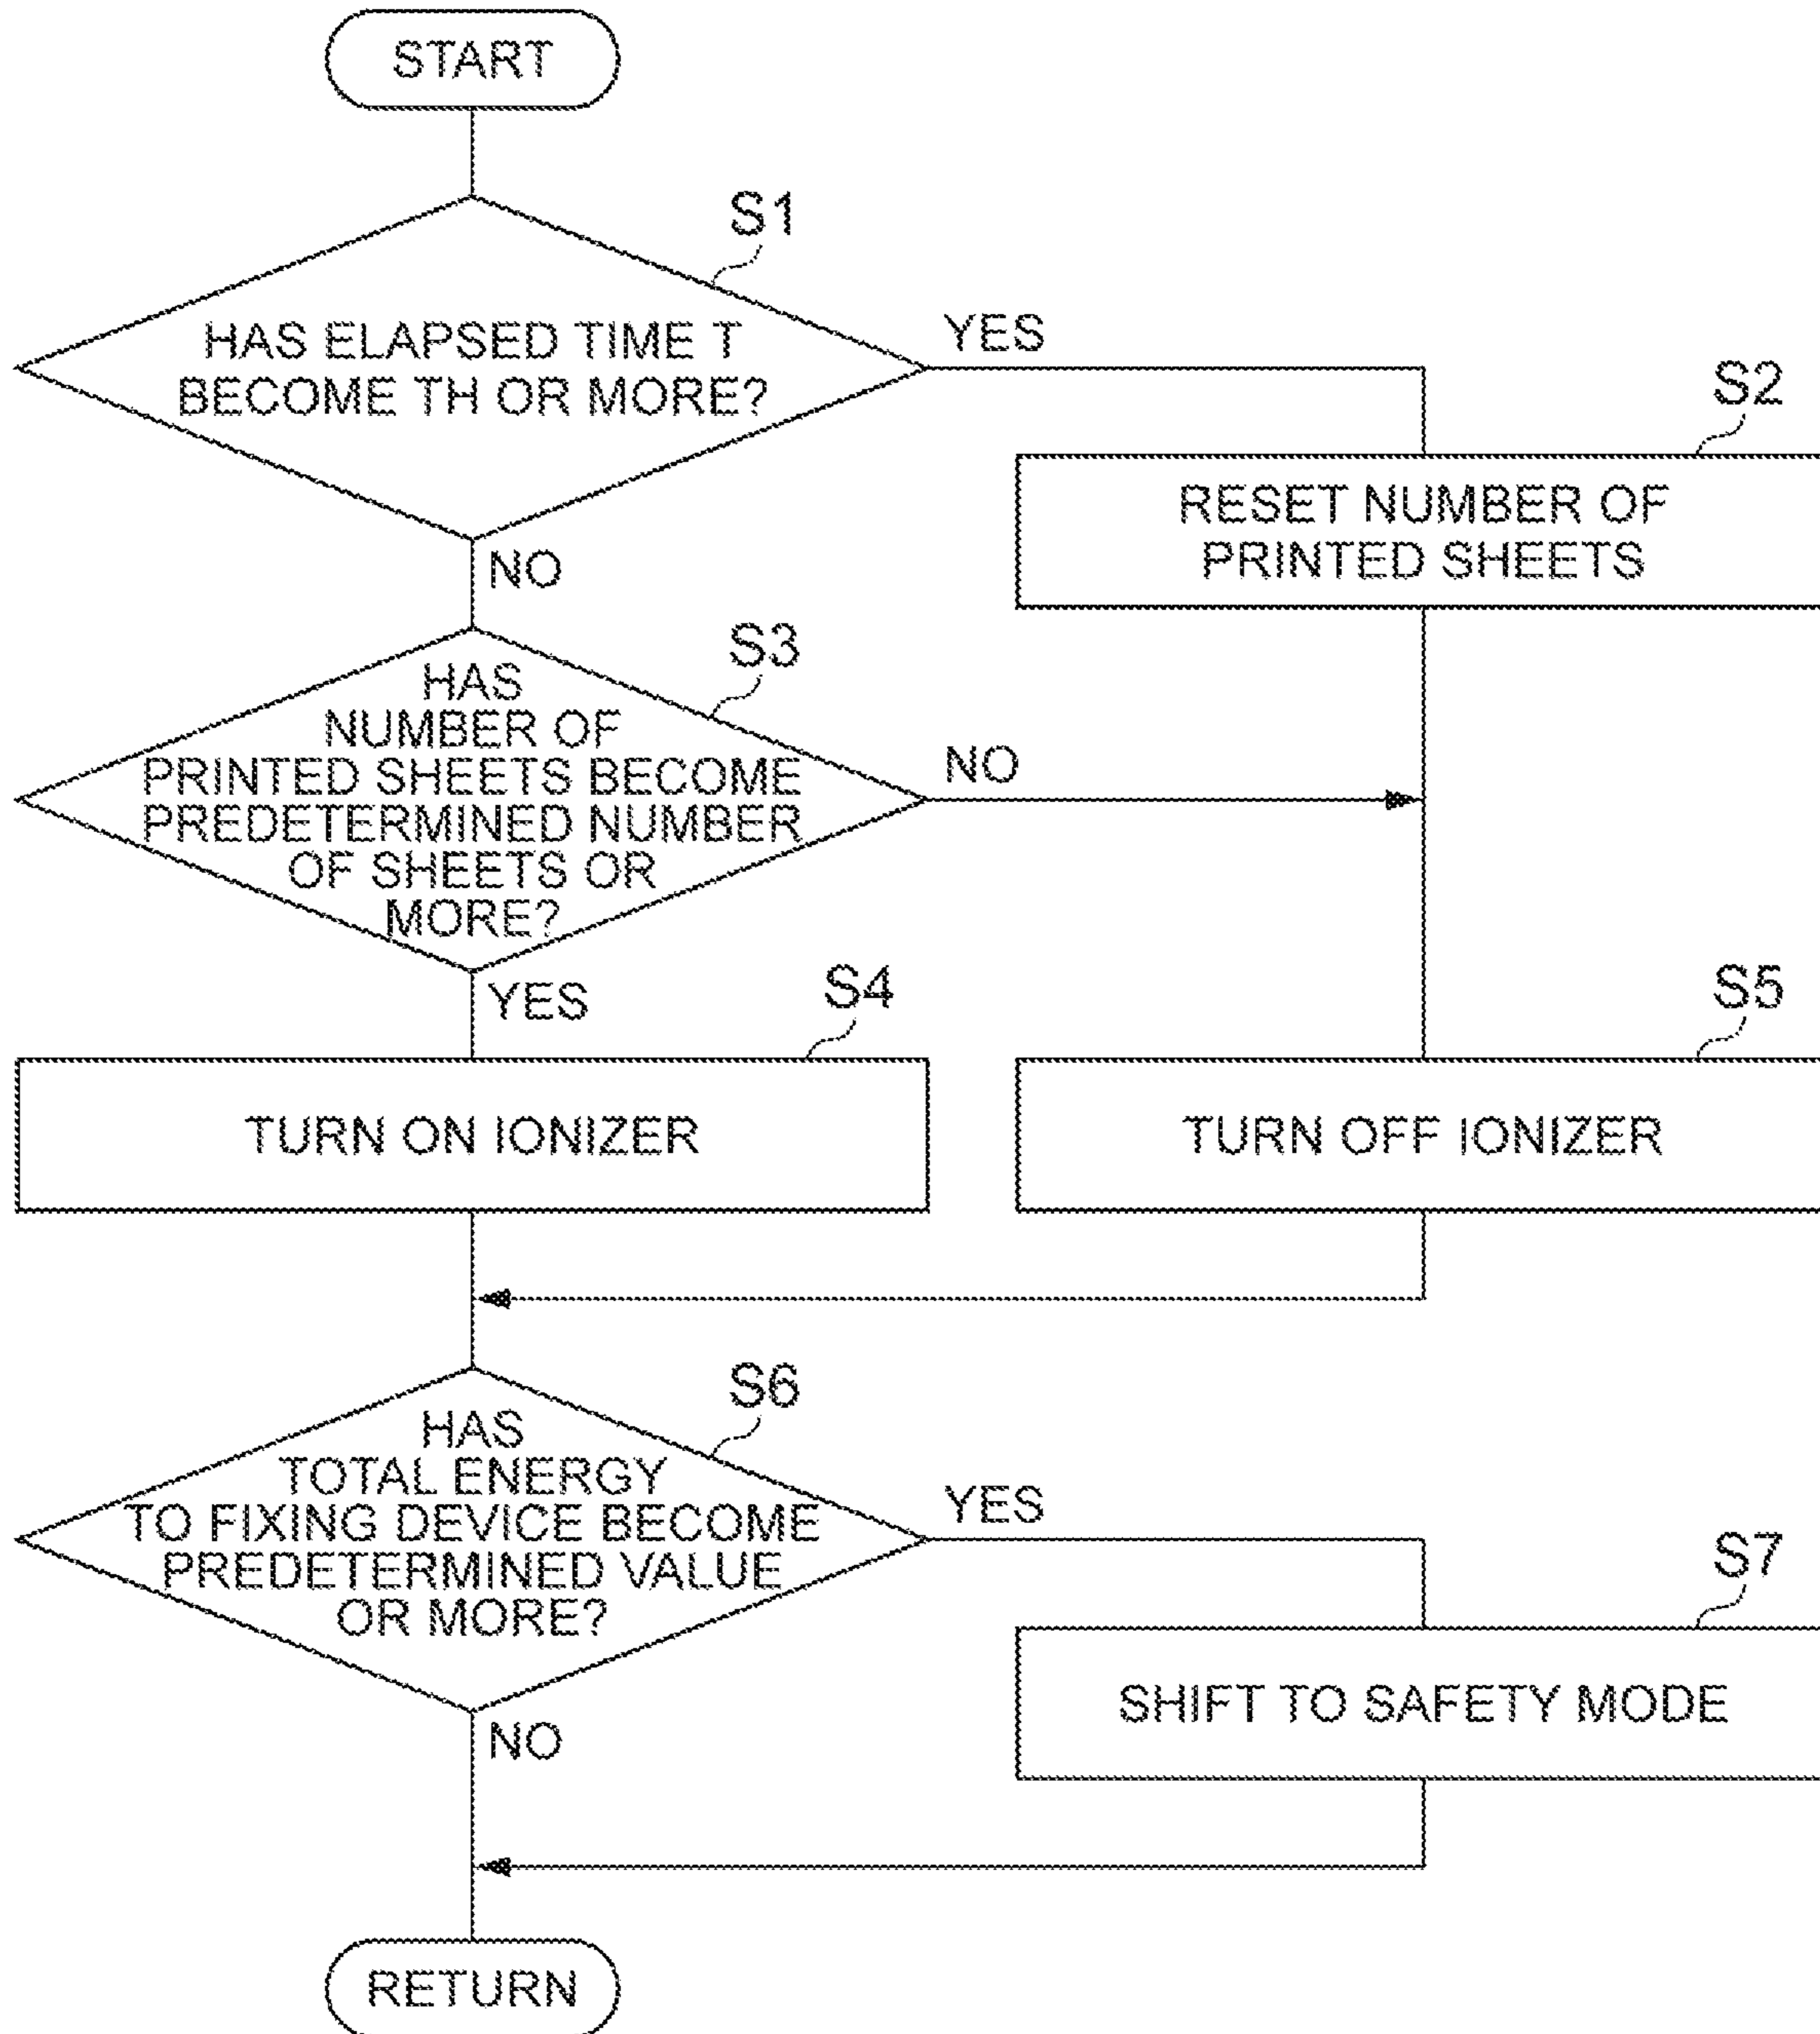 START
S1
HAS ELAPSED TIME T
BECOME TH OR MORE?
YES
S2
RESET NUMBER OF
PRINTED SHEETS
NO
S3
HAS
NUMBER OF
PRINTED SHEETS BECOME
PREDETERMINED NUMBER
OF SHEETS OR
MORE?
NO
YES
S4
TURN ON IONIZER
S5
TURN OFF IONIZER
S6
HAS
TOTAL ENERGY
TO FIXING DEVICE BECOME
PREDETERMINED VALUE
OR MORE?
YES
S7
SHIFT TO SAFETY MODE
NO
RETURN